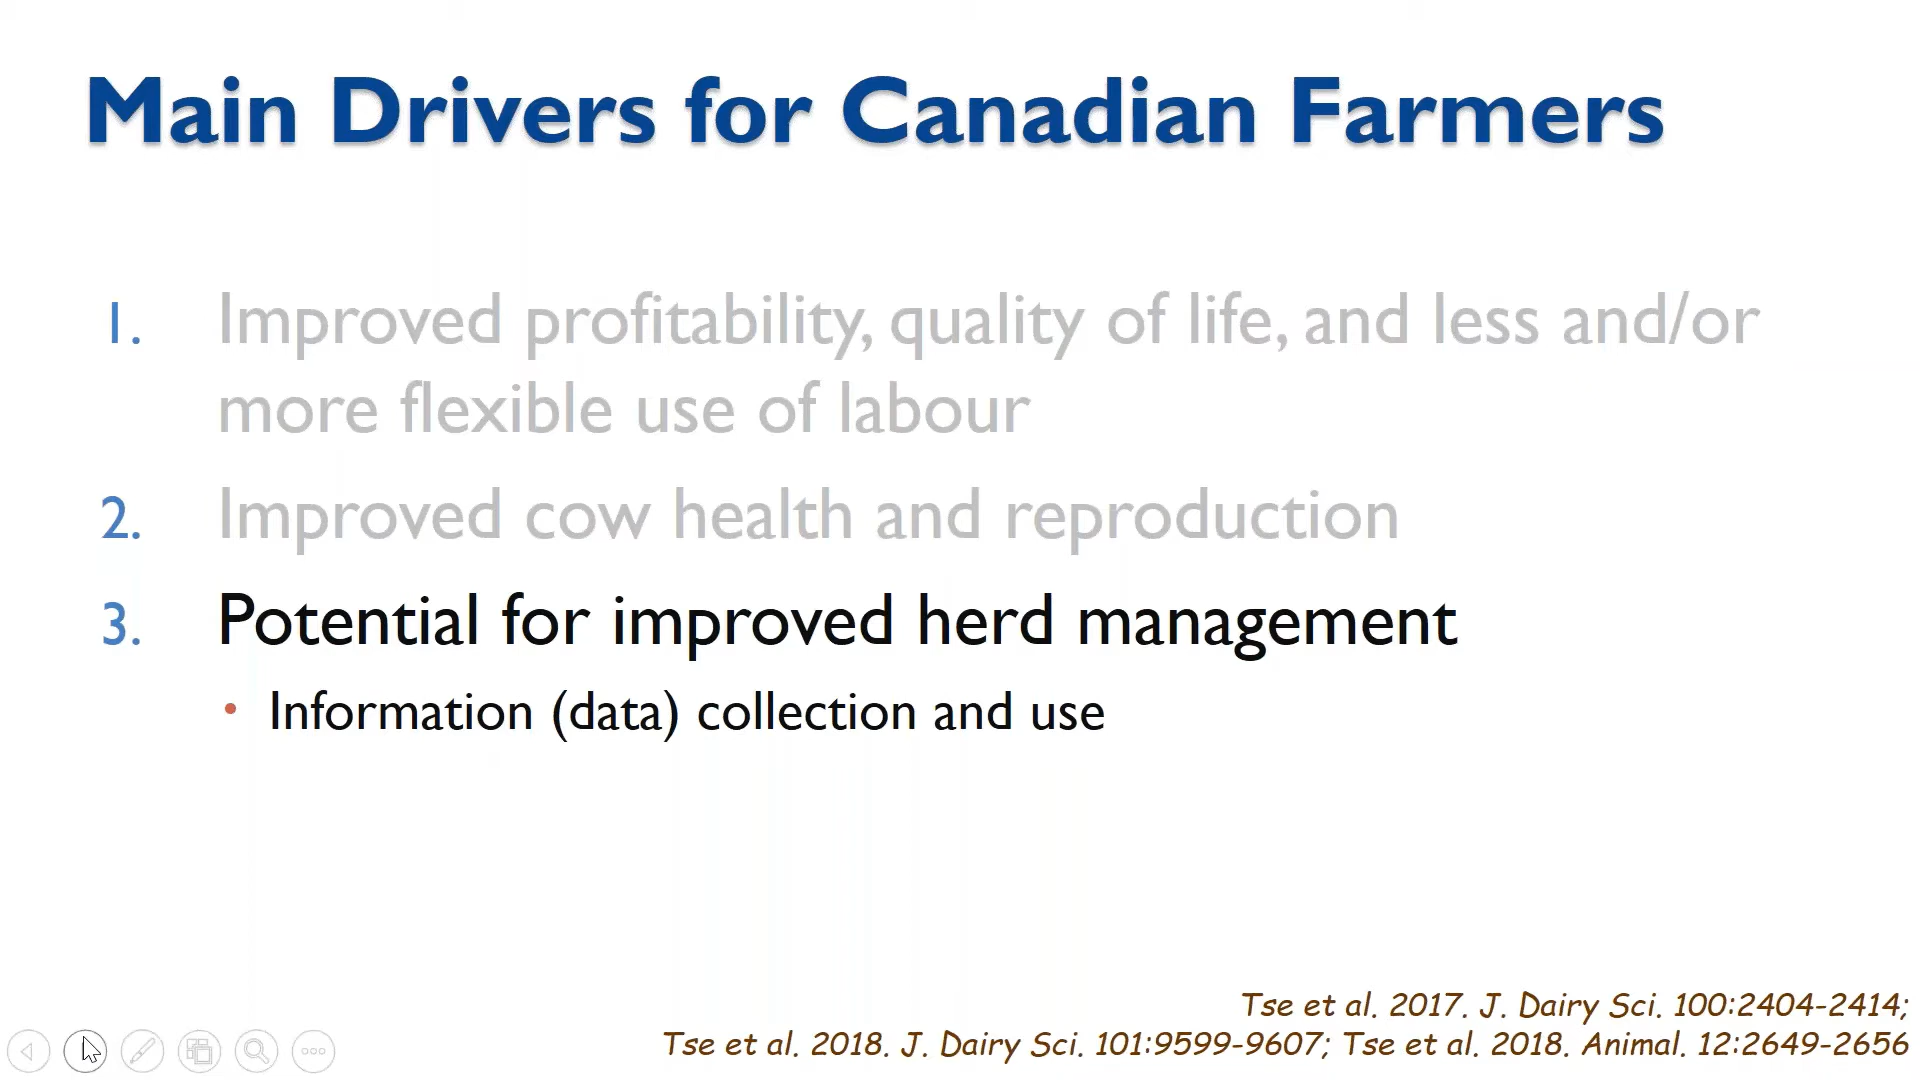 Main Drivers for Canadian Farmers
1. Improved profitability, quality of life, and less and/or
more flexible use of labour
2. Improved cow health and reproduction
3. Potential for improved herd management
• Information (data) collection and use
Tse et al. 2017. J. Dairy Sci. 100:2404-2414;
Tse et al. 2018. J. Dairy Sci. 101:9599-9607; Tse et al. 2018. Animal. 12:2649-2656